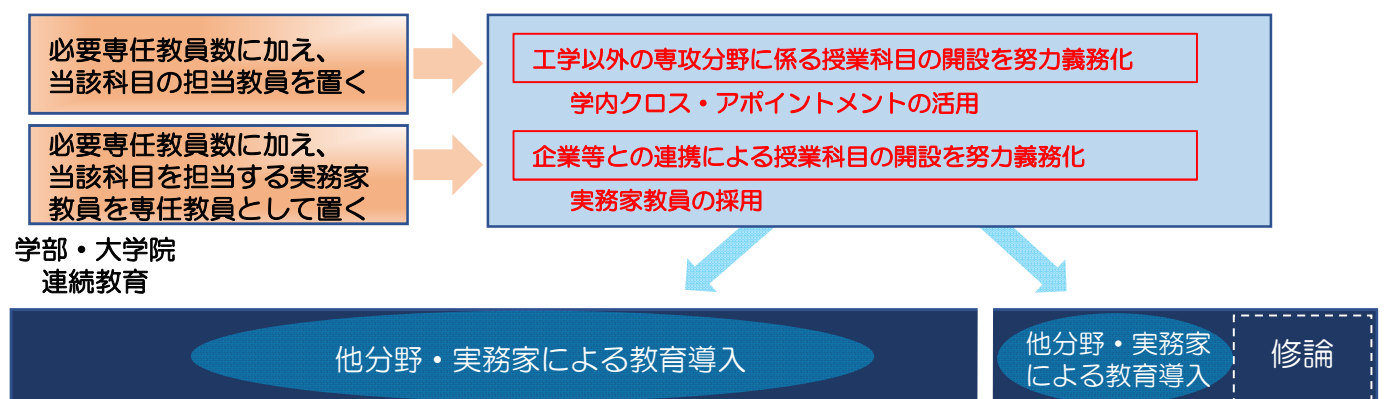 必要専任教員数に加え、
当該科目の担当教員を置く
工学以外の専攻分野に係る授業科目の開設を努力義務化
学内クロス・アポイントメントの活用
必要専任教員数に加え、
当該科目を担当する実務家
教員を専任教員として置く
企業等との連携による授業科目の開設を努力義務化
実務家教員の採用
学部・大学院
連続教育
他分野・実務家による教育導入
他分野・実務家
による教育導入
修論